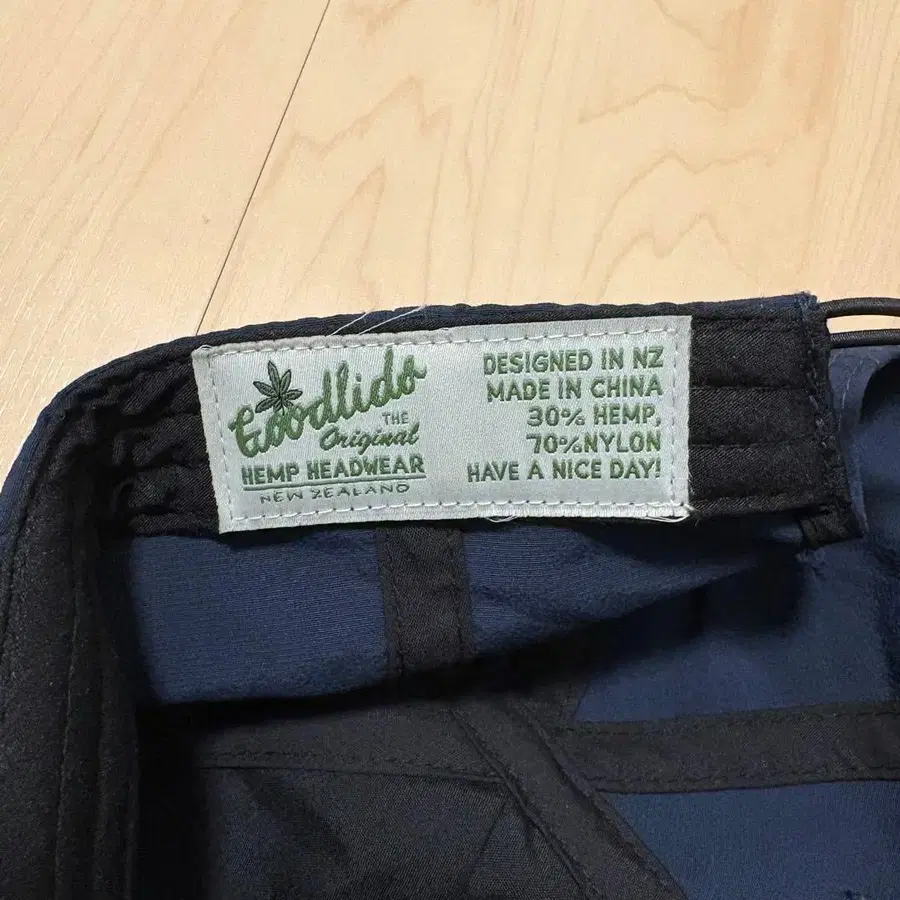 Goodlids
THE
Original
HEMP HEADWEAR
NEW ZEALAND
DESIGNED IN NZ
MADE IN CHINA
30% HEMP,
70%NYLON
HAVE A NICE DAY!